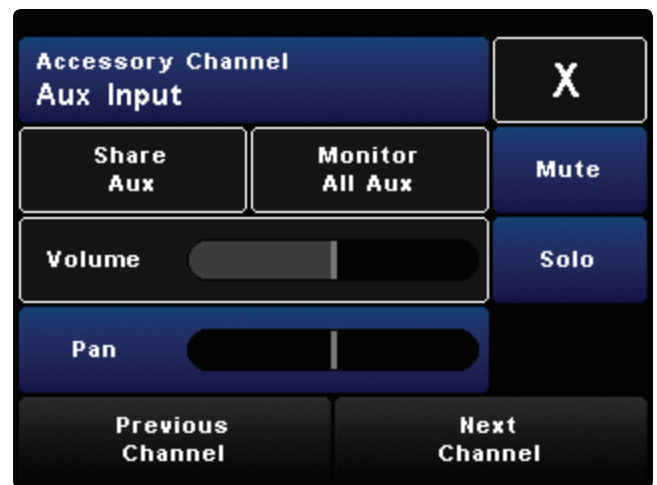 Accessory Channel
Aux Input
X
Share
Aux
Monitor
All Aux
Mute
Volume
Solo
Pan
Previous
Channel
Next
Channel